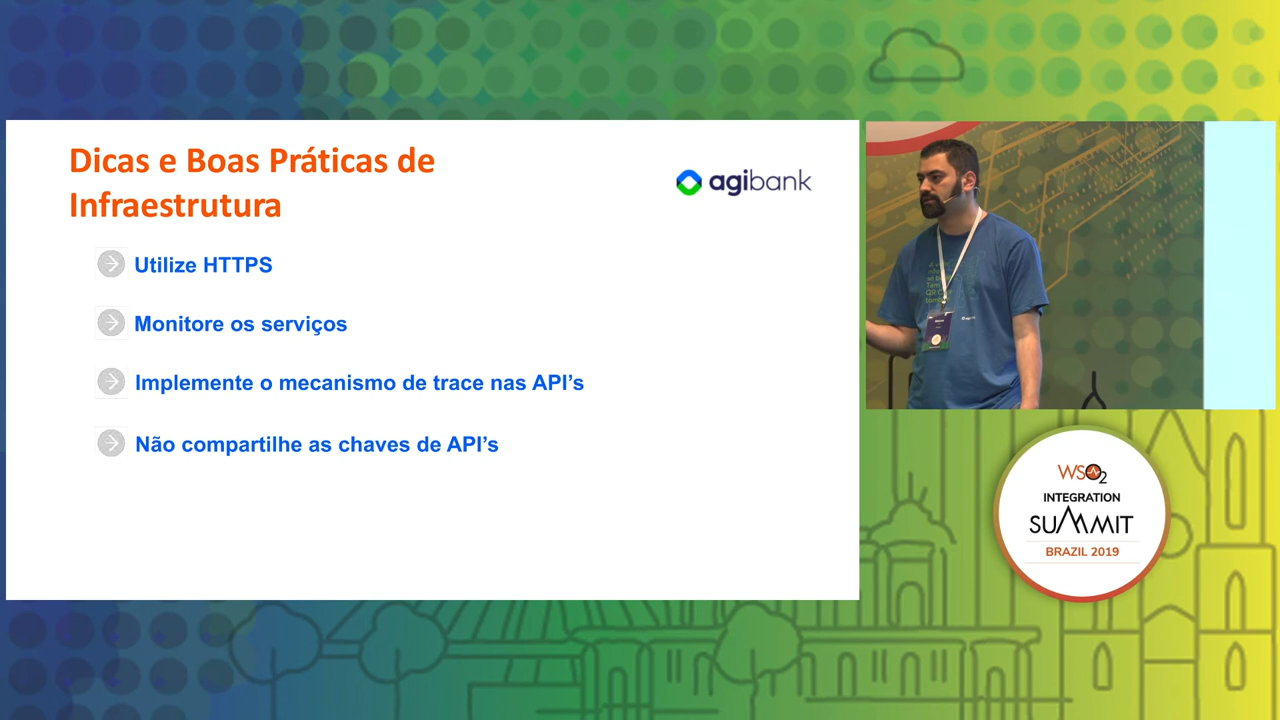 Dicas e Boas Práticas de
Infraestrutura
agibank
Utilize HTTPS
Monitore os serviços
Implemente o mecanismo de trace nas API’s
Não compartilhe as chaves de API’s
WSO2
INTEGRATION
SUMMIT
BRAZIL 2019